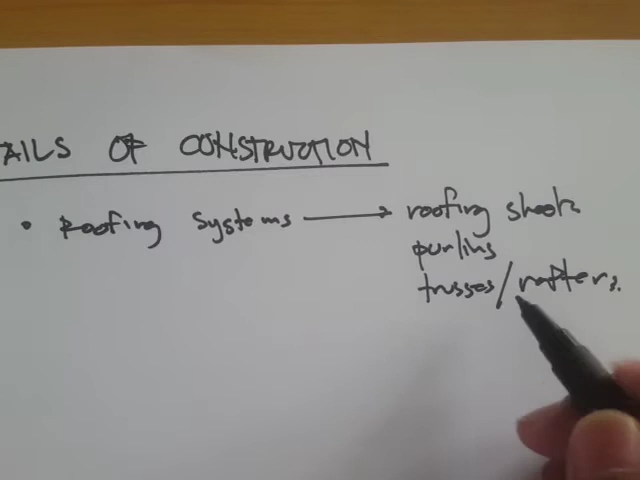 AILS OF CONSTRUCTION
• Roofing Systems → roofing sheets
purlins
trusses/rafters.